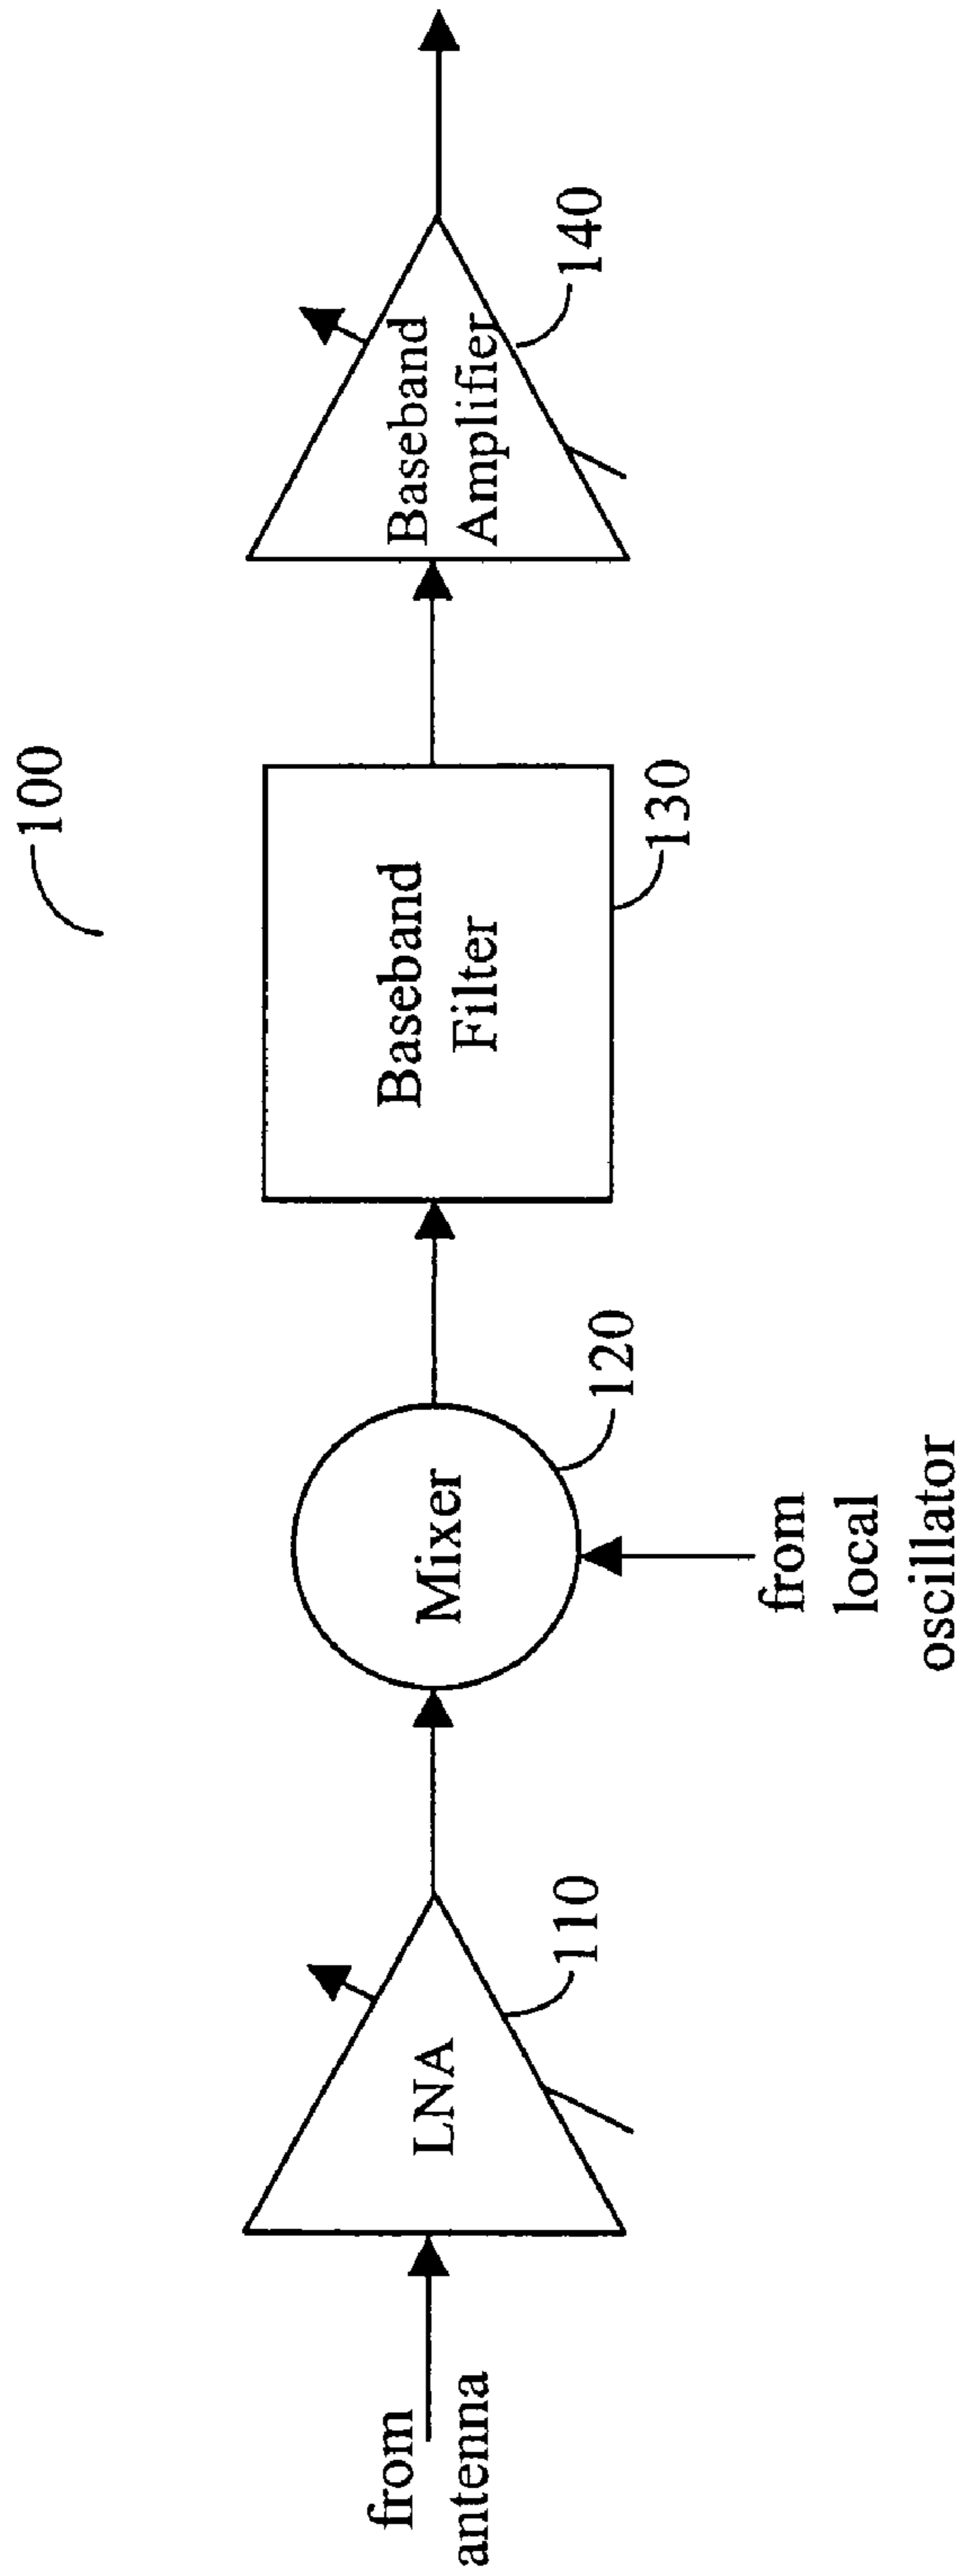 100
from
antenna
LNA
110
Mixer
120
from
local
oscillator
Baseband
Filter
130
Baseband
Amplifier
140